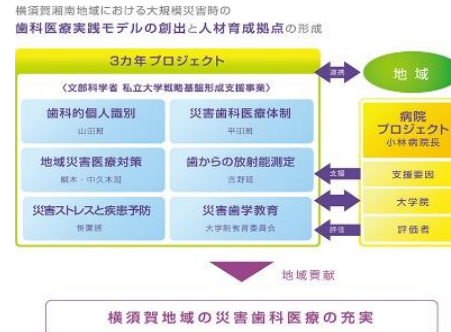 横須賀湘南地域における大規模災害時の
歯科医療実践モデルの創出と人材育成拠点の形成
3カ年プロジェクト
〈文部科学省 私立大学戦略基盤形成支援事業〉
歯科的個人識別
山田班
災害歯科医療体制
平田班
地域災害医療対策
・中久木班
歯からの放射能測定
吉野班
災害ストレスと疾患予防
班
災害歯学教育
大学院教育委員会
連携
地域
病院
プロジェクト
小林病院長
支援
支援要因
大学院
評価
評価者
地域貢献
横須賀地域の災害歯科医療の充実